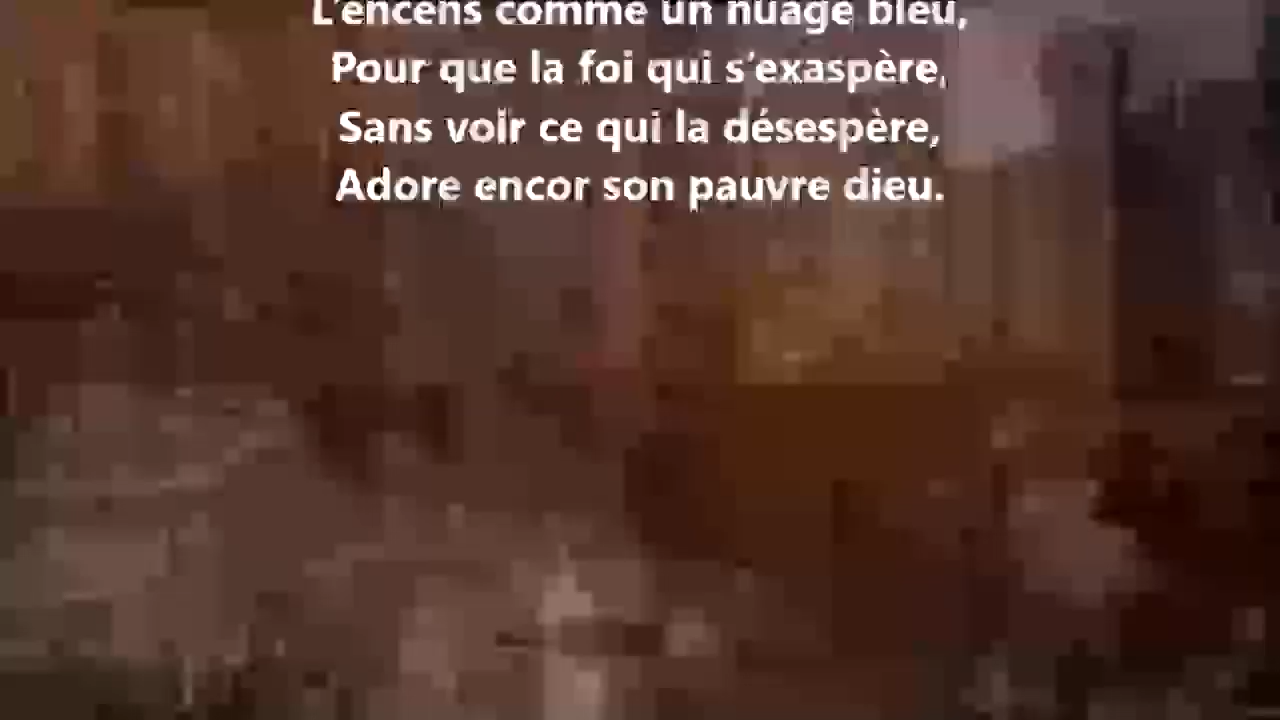 L'encens comme un nuage bleu,
Pour que la foi qui s'exaspère,
Sans voir ce qui la désespère,
Adore encor son pauvre dieu.